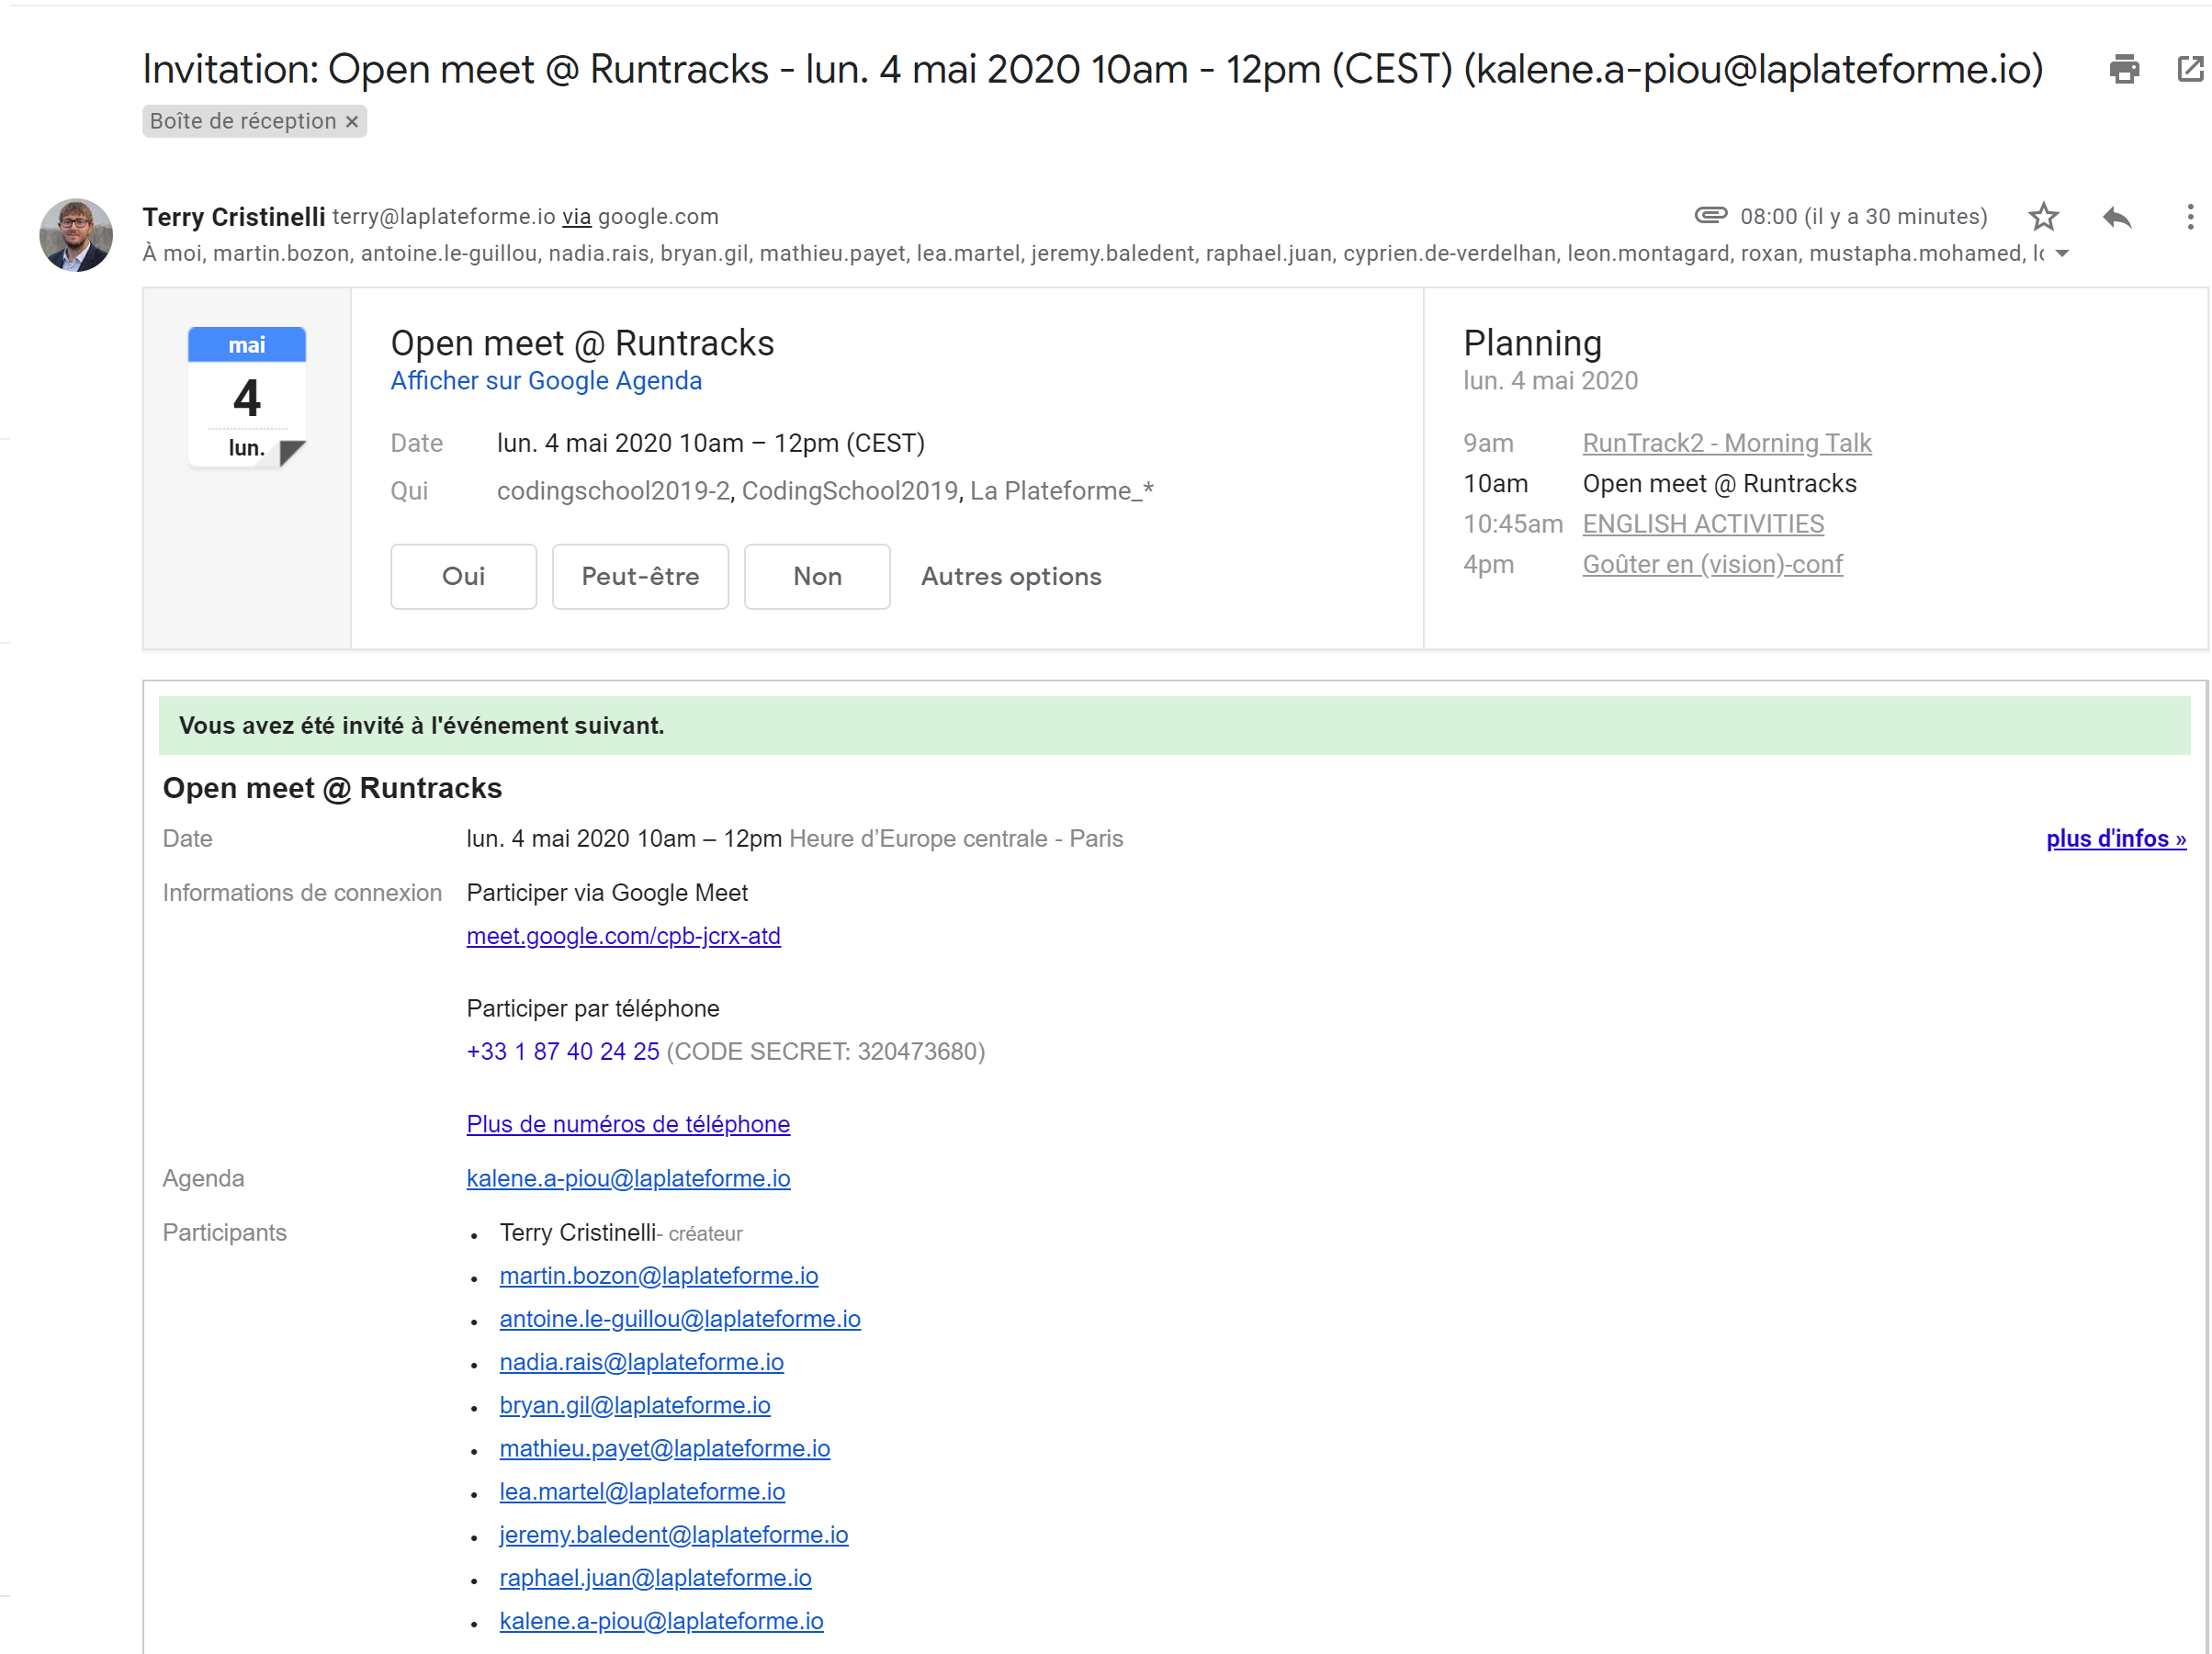 Invitation: Open meet @ Runtracks - lun. 4 mai 2020 10am - 12pm (CEST) (kalene.a-piou@laplateforme.io)
Boîte de réception ×
Terry Cristinelli terry@laplateforme.io via google.com
08:00 (il y a 30 minutes)
À moi, martin.bozon, antoine.le-guillou, nadia.rais, bryan.gil, mathieu.payet, lea.martel, jeremy.baledent, raphael.juan, cyprien.de-verdelhan, leon.montagard, roxan, mustapha.mohamed,
mai
4
lun.
Open meet @ Runtracks
Afficher sur Google Agenda
Date lun. 4 mai 2020 10am – 12pm (CEST)
Qui codingschool2019-2, CodingSchool2019, La Plateforme_*
Oui Peut-être Non Autres options
Planning
lun. 4 mai 2020
9am RunTrack2 - Morning Talk
10am Open meet @ Runtracks
10:45am ENGLISH ACTIVITIES
4pm Goûter en (vision)-conf
Vous avez été invité à l'événement suivant.
Open meet @ Runtracks
Date lun. 4 mai 2020 10am – 12pm Heure d’Europe centrale - Paris
plus d'infos »
Informations de connexion Participer via Google Meet
meet.google.com/cpb-jcrx-atd
Participer par téléphone
+33 1 87 40 24 25 (CODE SECRET: 320473680)
Plus de numéros de téléphone
Agenda kalene.a-piou@laplateforme.io
Participants • Terry Cristinelli- créateur
• martin.bozon@laplateforme.io
• antoine.le-guillou@laplateforme.io
• nadia.rais@laplateforme.io
• bryan.gil@laplateforme.io
• mathieu.payet@laplateforme.io
• lea.martel@laplateforme.io
• jeremy.baledent@laplateforme.io
• raphael.juan@laplateforme.io
• kalene.a-piou@laplateforme.io